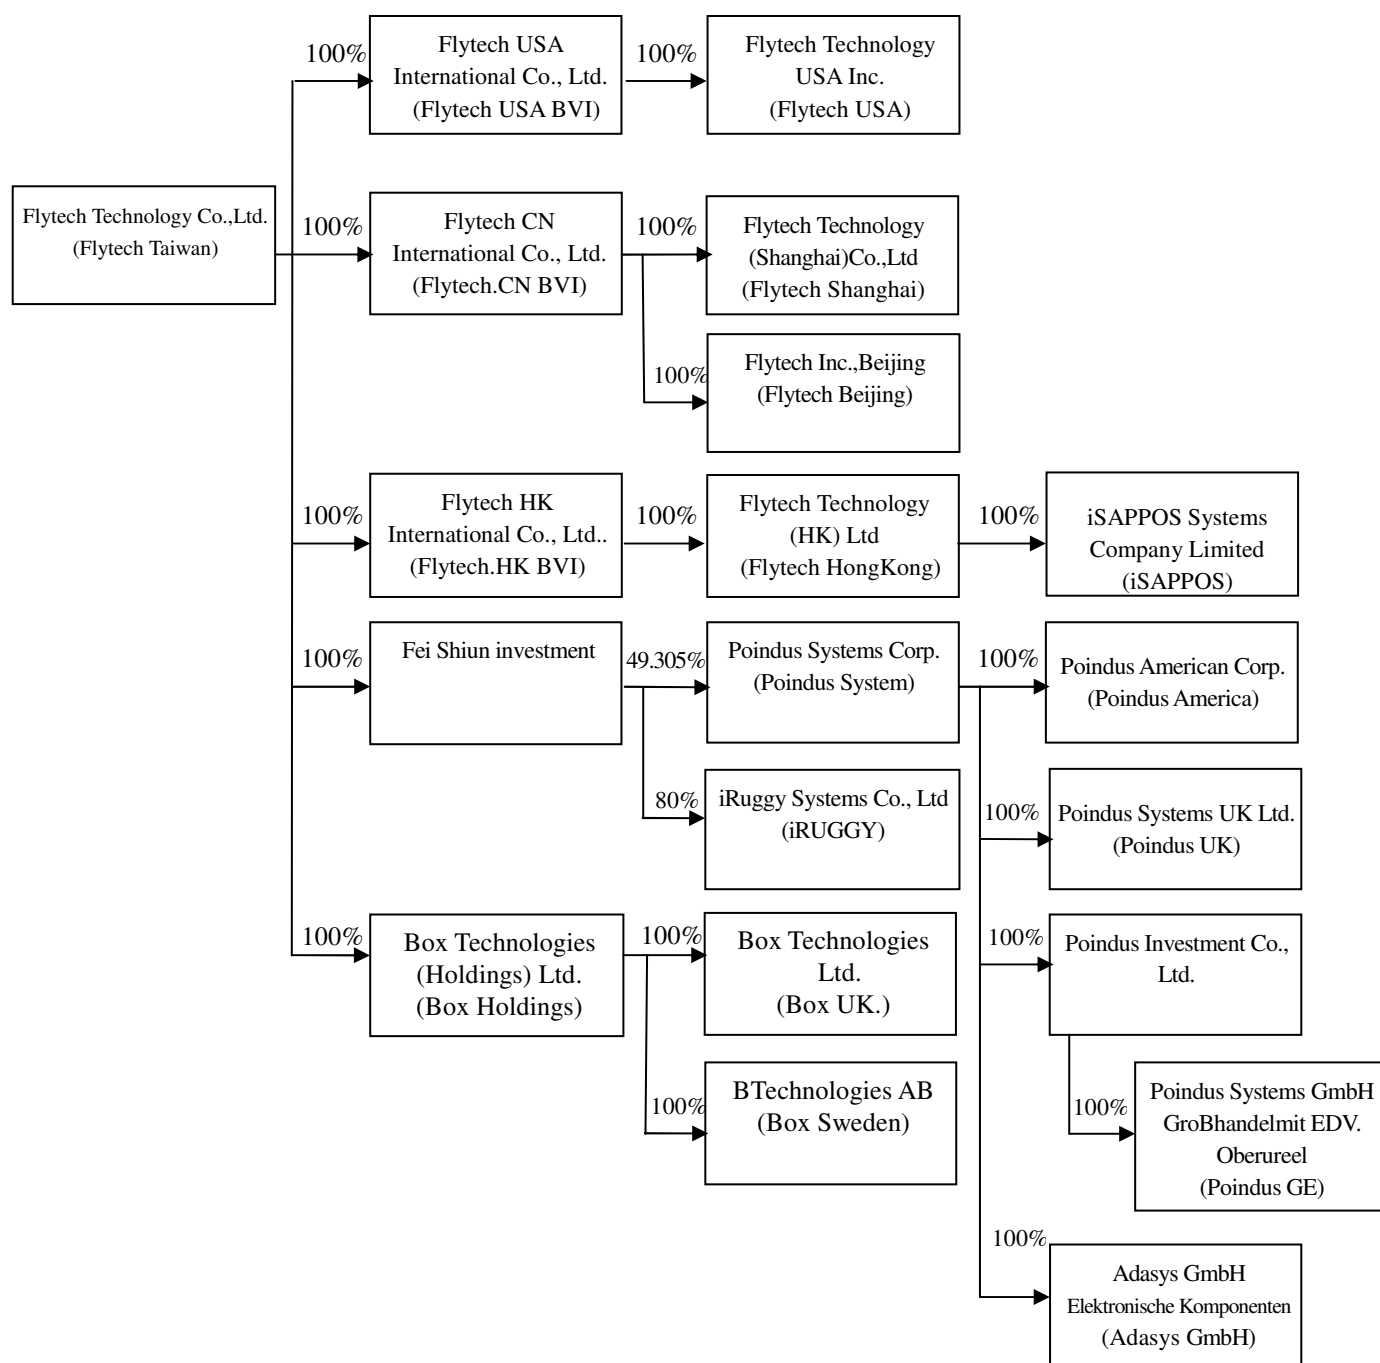 100%
Flytech USA
International Co., Ltd.
(Flytech USA BVI)
100%
Flytech Technology
USA Inc.
(Flytech USA)
Flytech Technology Co.,Ltd.
(Flytech Taiwan)
100%
Flytech CN
International Co., Ltd.
(Flytech.CN BVI)
100%
Flytech Technology
(Shanghai)Co.,Ltd
(Flytech Shanghai)
100%
Flytech Inc.,Beijing
(Flytech Beijing)
100%
Flytech HK
International Co., Ltd..
(Flytech.HK BVI)
100%
Flytech Technology
(HK) Ltd
(Flytech HongKong)
100%
iSAPPOS Systems
Company Limited
(iSAPPOS)
100%
Fei Shiun investment
49.305%
Poindus Systems Corp.
(Poindus System)
100%
Poindus American Corp.
(Poindus America)
80%
iRuggy Systems Co., Ltd
(iRUGGY)
100%
Poindus Systems UK Ltd.
(Poindus UK)
100%
Box Technologies
(Holdings) Ltd.
(Box Holdings)
100%
Box Technologies
Ltd.
(Box UK.)
100%
Poindus Investment Co.,
Ltd.
100%
BTechnologies AB
(Box Sweden)
100%
Poindus Systems GmbH
GroBhandelmit EDV.
Oberureel
(Poindus GE)
100%
Adasys GmbH
Elektronische Komponenten
(Adasys GmbH)